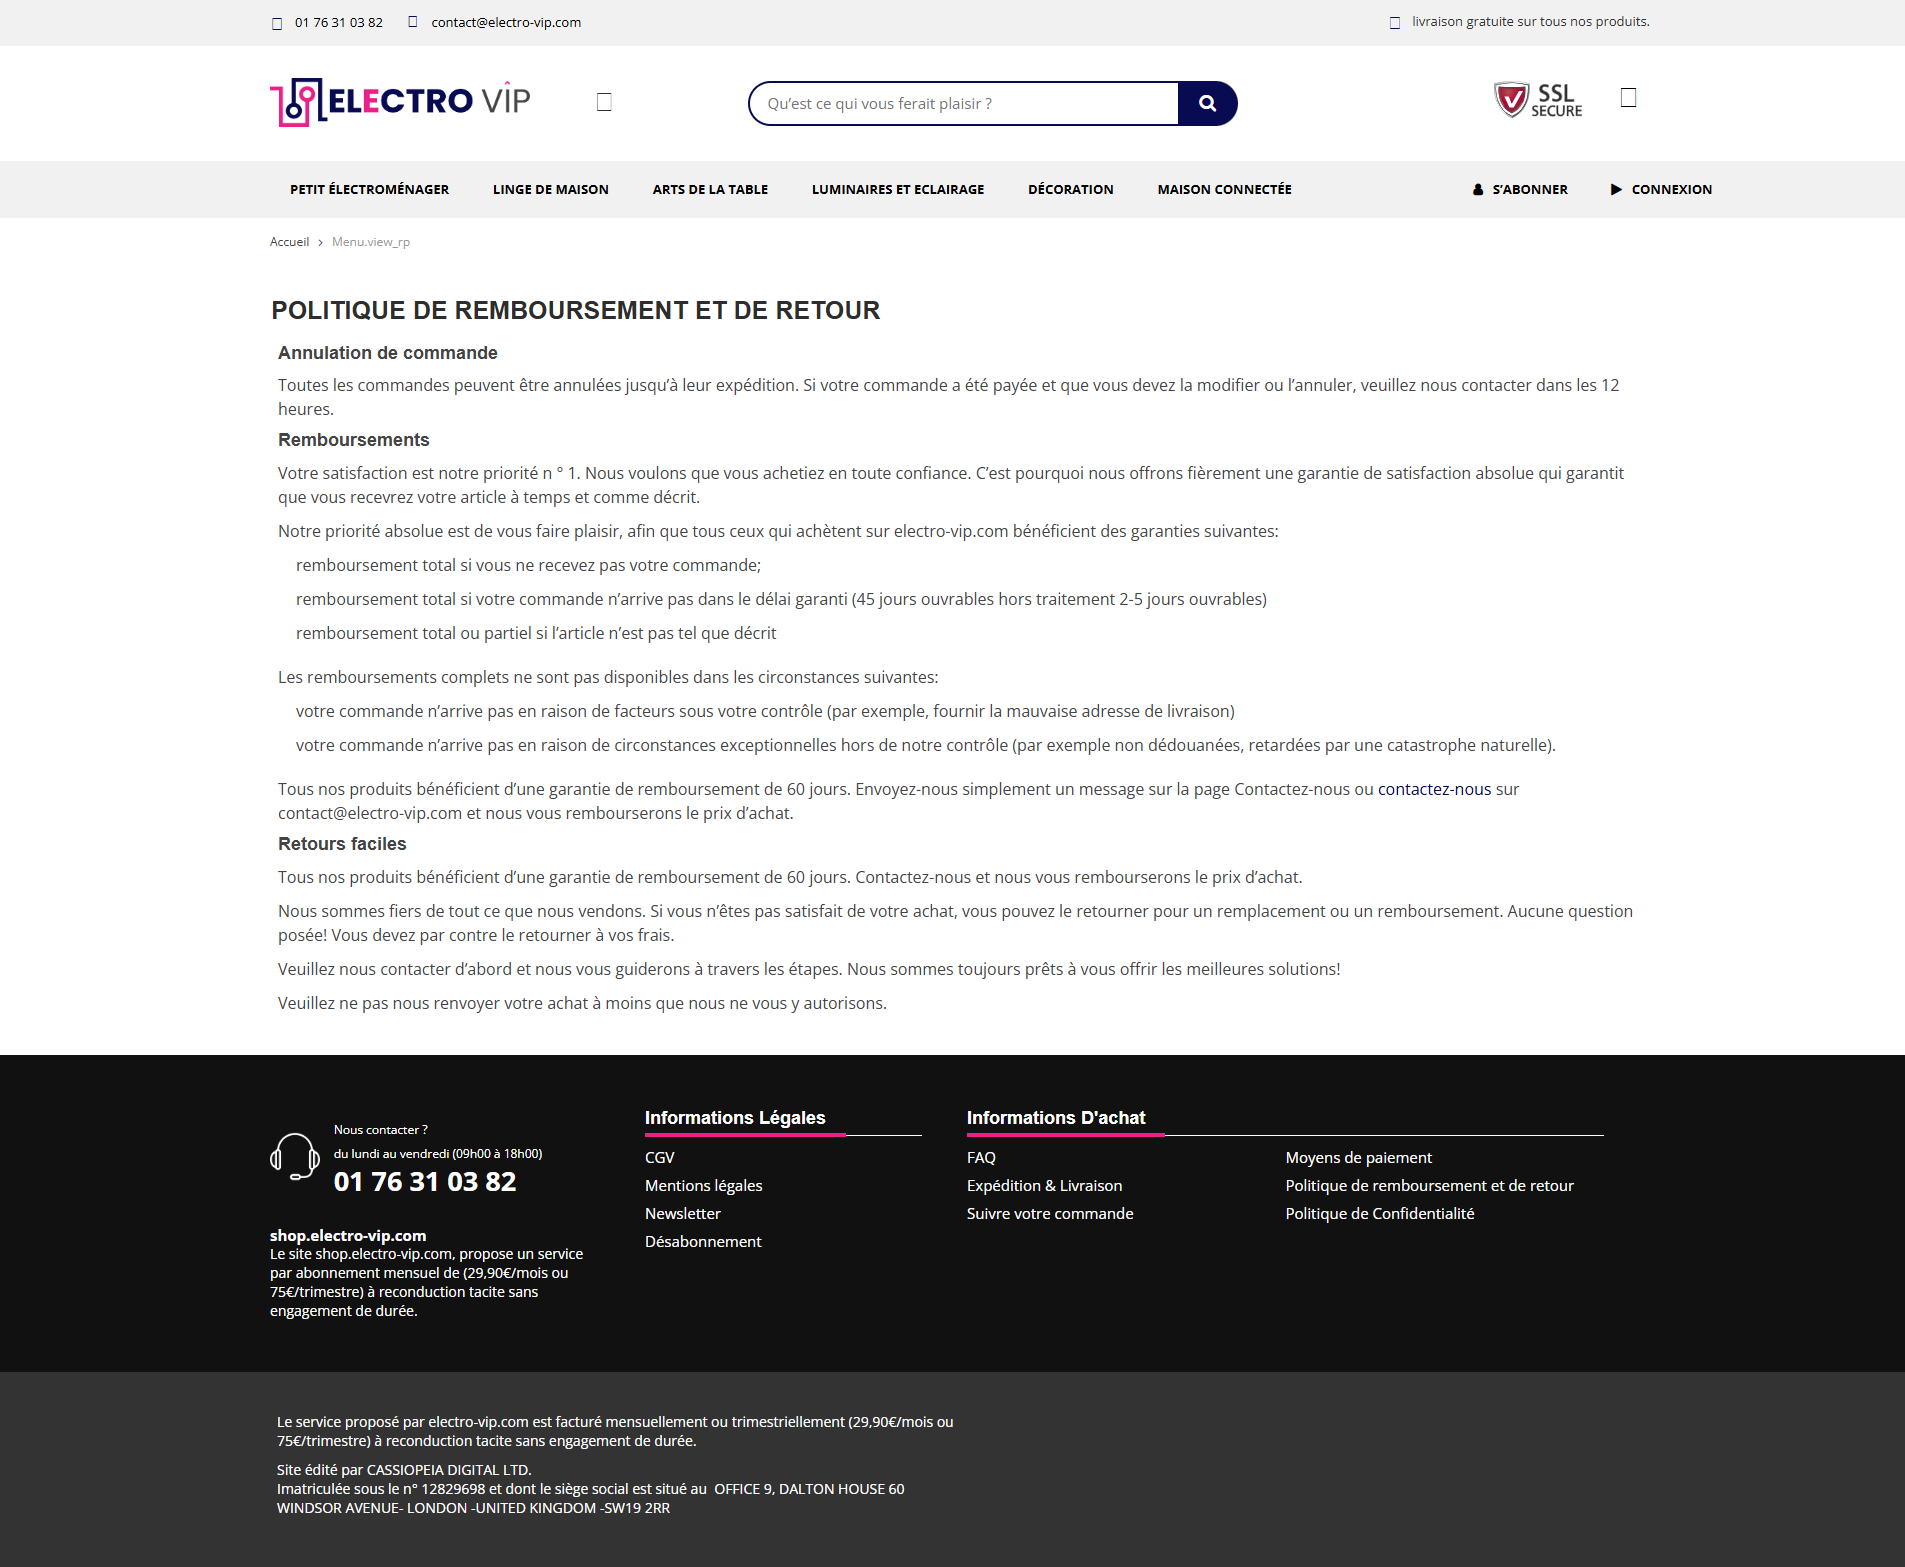 01 76 31 03 82
contact@electro-vip.com
livraison gratuite sur tous nos produits.
ELECTRO VIP
Qu’est ce qui vous ferait plaisir ?
SSL
SECURE
PETIT ÉLECTROMÉNAGER
LINGE DE MAISON
ARTS DE LA TABLE
LUMINAIRES ET ECLAIRAGE
DÉCORATION
MAISON CONNECTÉE
S’ABONNER
CONNEXION
Accueil > Menu.view_rp
POLITIQUE DE REMBOURSEMENT ET DE RETOUR
Annulation de commande
Toutes les commandes peuvent être annulées jusqu’à leur expédition. Si votre commande a été payée et que vous devez la modifier ou l’annuler, veuillez nous contacter dans les 12
heures.
Remboursements
Votre satisfaction est notre priorité n ° 1. Nous voulons que vous achetiez en toute confiance. C’est pourquoi nous offrons fièrement une garantie de satisfaction absolue qui garantit
que vous recevrez votre article à temps et comme décrit.
Notre priorité absolue est de vous faire plaisir, afin que tous ceux qui achètent sur electro-vip.com bénéficient des garanties suivantes:
remboursement total si vous ne recevez pas votre commande;
remboursement total si votre commande n’arrive pas dans le délai garanti (45 jours ouvrables hors traitement 2-5 jours ouvrables)
remboursement total ou partiel si l’article n’est pas tel que décrit
Les remboursements complets ne sont pas disponibles dans les circonstances suivantes:
votre commande n’arrive pas en raison de facteurs sous votre contrôle (par exemple, fournir la mauvaise adresse de livraison)
votre commande n’arrive pas en raison de circonstances exceptionnelles hors de notre contrôle (par exemple non dédouanées, retardées par une catastrophe naturelle).
Tous nos produits bénéficient d’une garantie de remboursement de 60 jours. Envoyez-nous simplement un message sur la page Contactez-nous ou contactez-nous sur
contact@electro-vip.com et nous vous rembourserons le prix d’achat.
Retours faciles
Tous nos produits bénéficient d’une garantie de remboursement de 60 jours. Contactez-nous et nous vous rembourserons le prix d’achat.
Nous sommes fiers de tout ce que nous vendons. Si vous n’êtes pas satisfait de votre achat, vous pouvez le retourner pour un remplacement ou un remboursement. Aucune question
posée! Vous devez par contre le retourner à vos frais.
Veuillez nous contacter d’abord et nous vous guiderons à travers les étapes. Nous sommes toujours prêts à vous offrir les meilleures solutions!
Veuillez ne pas nous renvoyer votre achat à moins que nous ne vous y autorisons.
Nous contacter ?
du lundi au vendredi (09h00 à 18h00)
01 76 31 03 82
shop.electro-vip.com
Le site shop.electro-vip.com, propose un service
par abonnement mensuel de (29,90€/mois ou
75€/trimestre) à reconduction tacite sans
engagement de durée.
Informations Légales
CGV
Mentions légales
Newsletter
Désabonnement
Informations D'achat
FAQ
Expédition & Livraison
Suivre votre commande
Moyens de paiement
Politique de remboursement et de retour
Politique de Confidentialité
Le service proposé par electro-vip.com est facturé mensuellement ou trimestriellement (29,90€/mois ou
75€/trimestre) à reconduction tacite sans engagement de durée.
Site édité par CASSIOPEIA DIGITAL LTD.
Imatriculée sous le n° 12829698 et dont le siège social est situé au  OFFICE 9, DALTON HOUSE 60
WINDSOR AVENUE- LONDON -UNITED KINGDOM -SW19 2RR